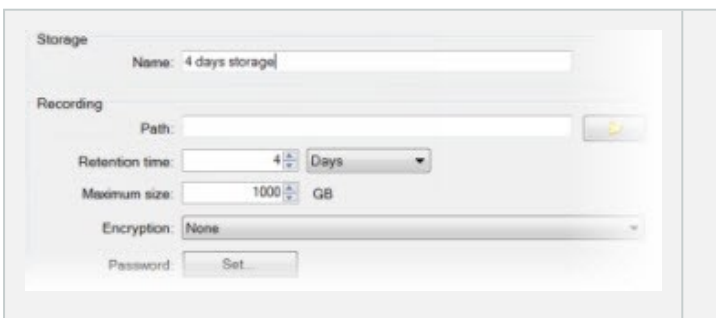 Storage
Name: 4 days storage
Recording
Path:
Retention time: 4 Days
Maximum size: 1000 GB
Encryption: None
Password: Set...